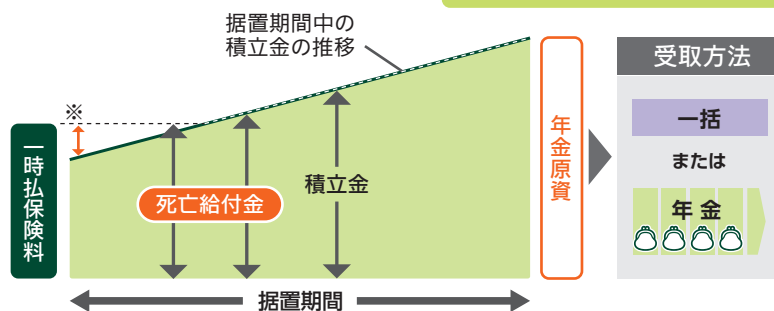 据置期間中の
積立金の推移
※
一時払保険料
死亡給付金
積立金
据置期間
年金原資
受取方法
一括
または
年金